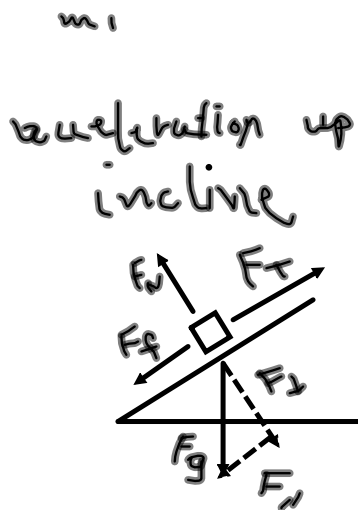 m1
acceleration up
incline
FN
FT
Ff
F⊥
Fg
F//